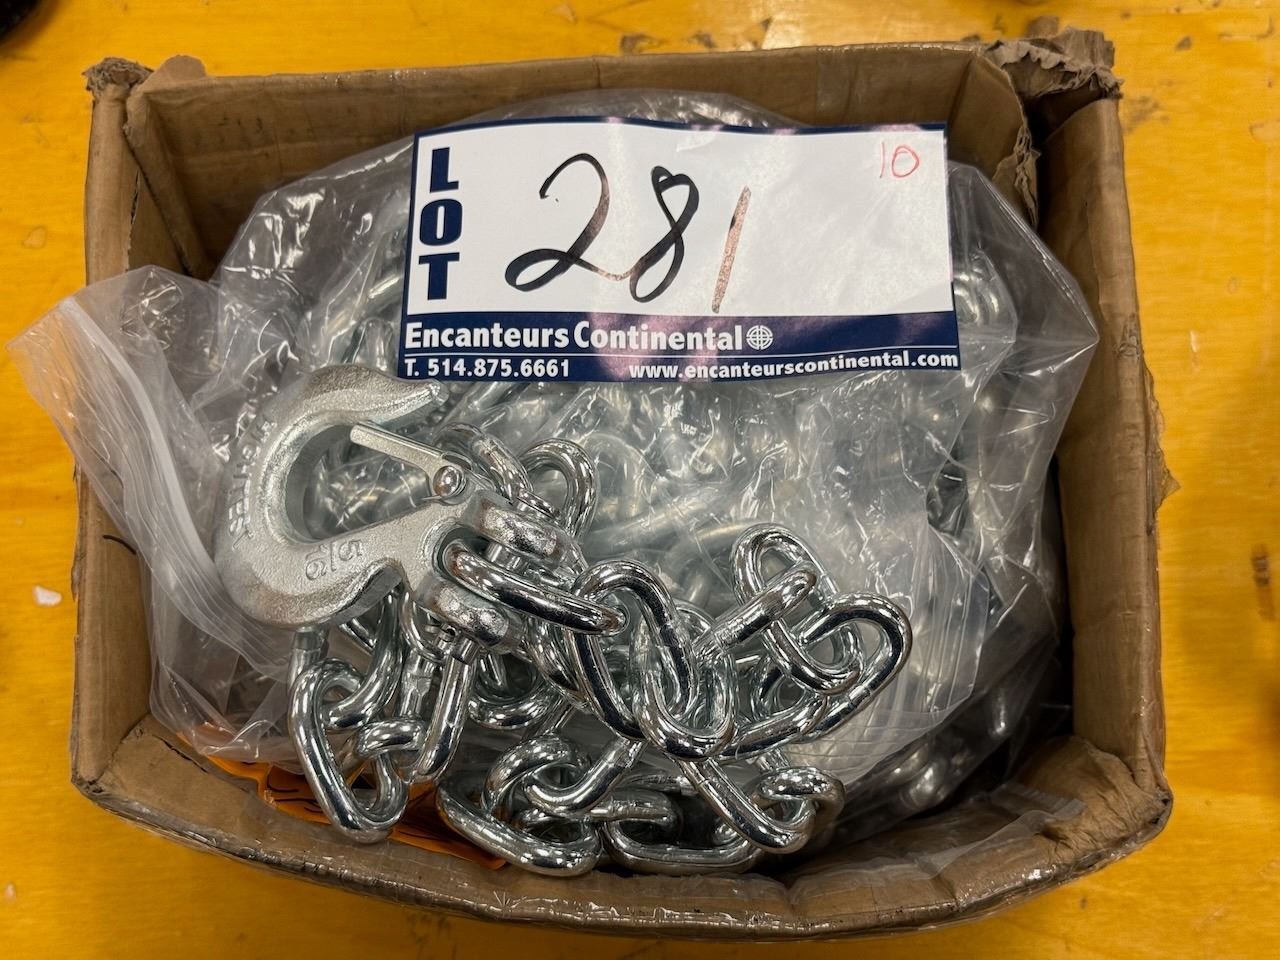 LOT
281
10
Encanteurs Continental
T. 514.875.6661 www.encanteurscontinental.com
5/16